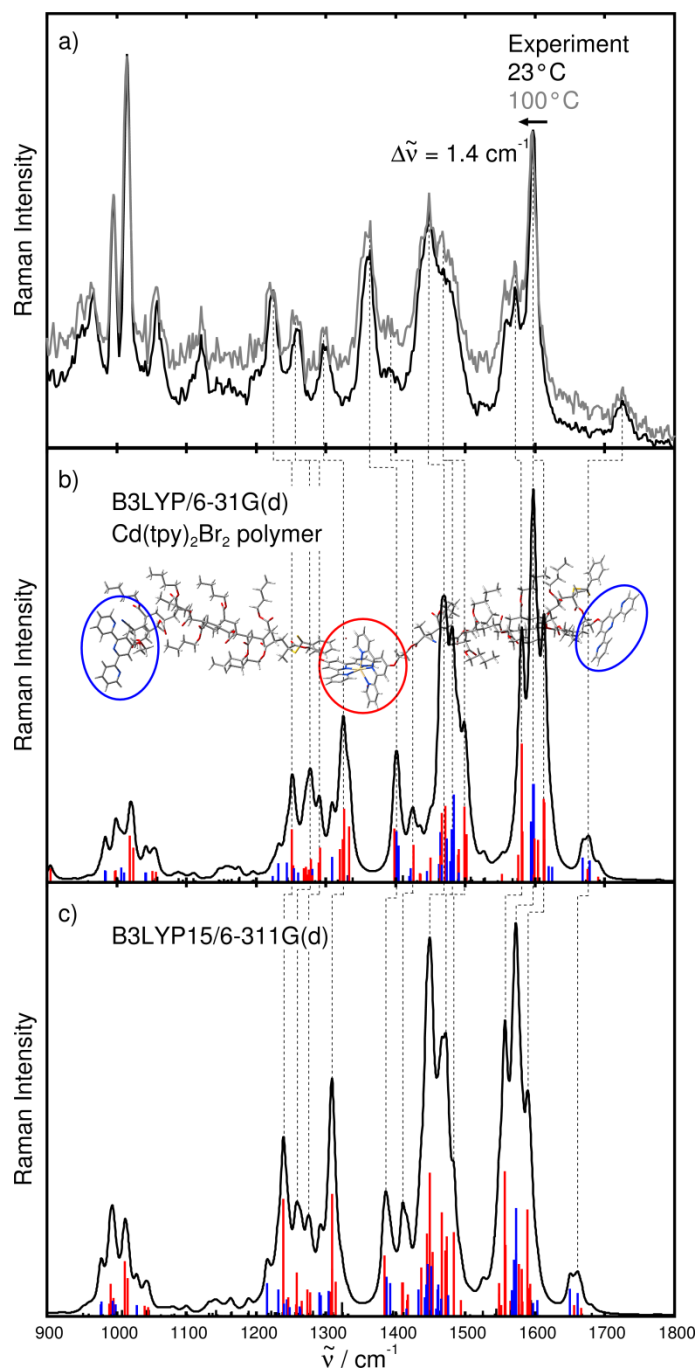 a)
Experiment
23°C
100°C
Δν̃ = 1.4 cm⁻¹
Raman Intensity
b)
B3LYP/6-31G(d)
Cd(tpy)₂Br₂ polymer
Raman Intensity
c)
B3LYP15/6-311G(d)
Raman Intensity
900 1000 1100 1200 1300 1400 1500 1600 1700 1800
ν̃ / cm⁻¹